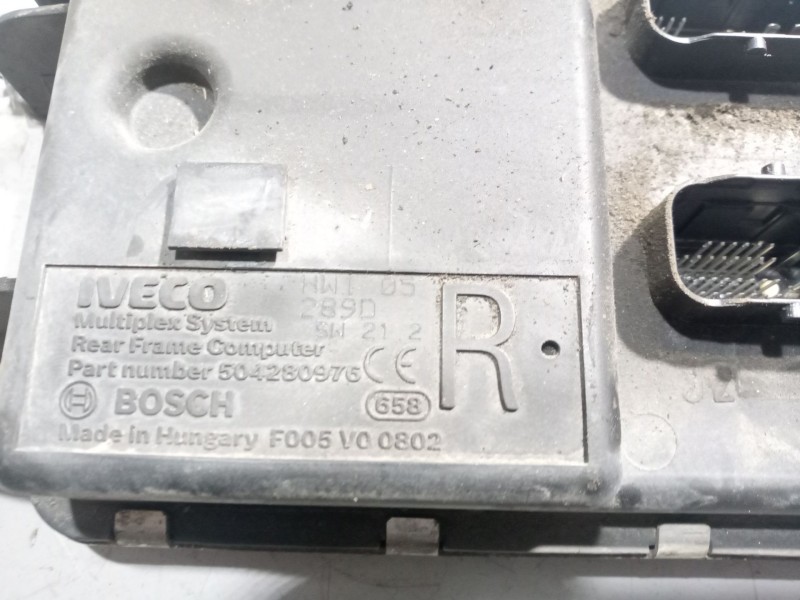 IVECO HW1 05
289D
Multiplex System SW 21 2
Rear Frame Computer
Part number 504280976 CE
R
BOSCH 658
Made in Hungary F005 V0 0802